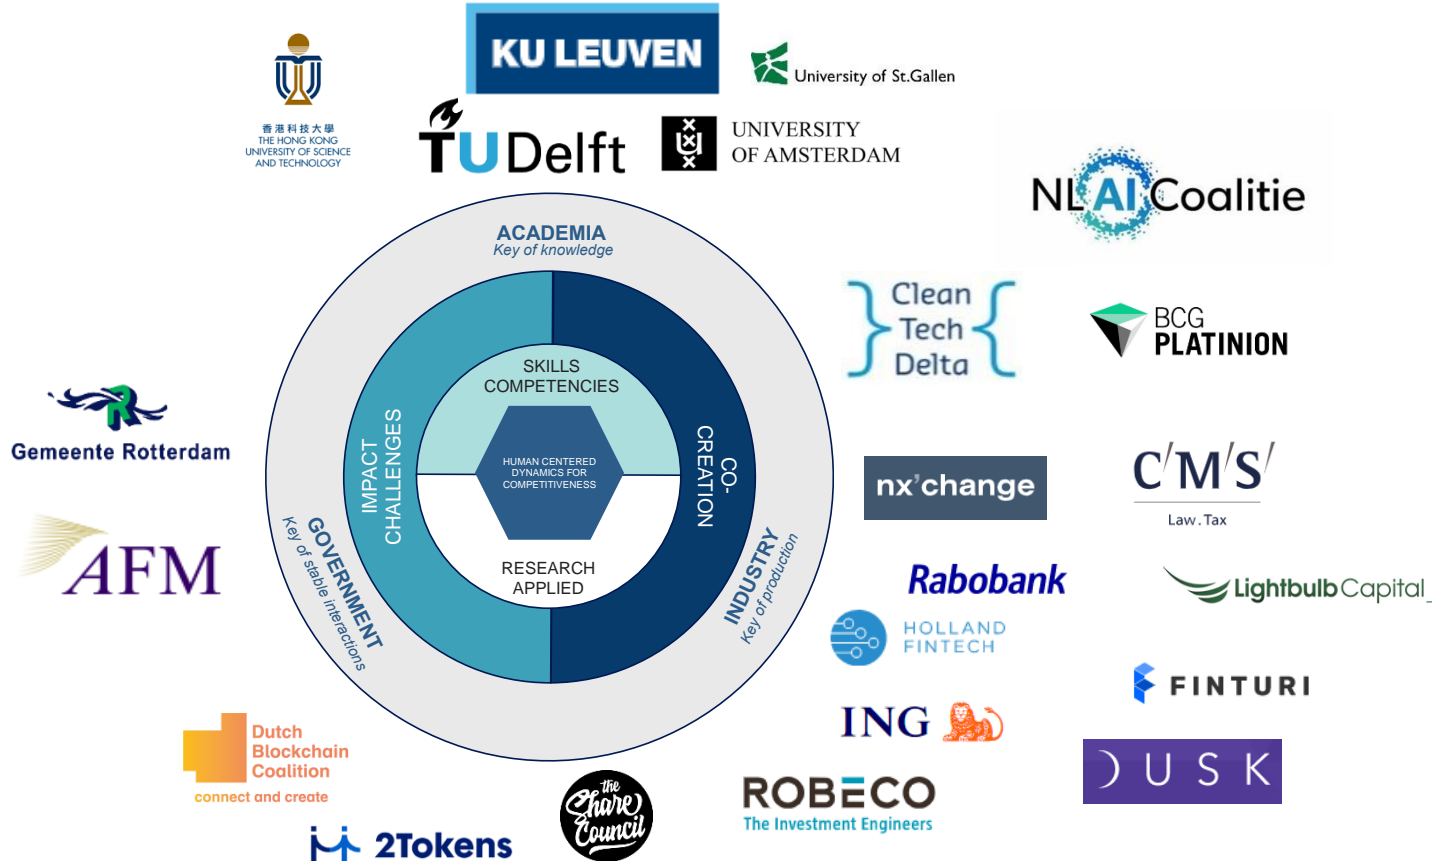 KU LEUVEN
University of St.Gallen
香港科技大學
THE HONG KONG
UNIVERSITY OF SCIENCE
AND TECHNOLOGY
TU Delft
UNIVERSITY
OF AMSTERDAM
NL AI Coalitie
ACADEMIA
Key of knowledge
Clean
Tech
Delta
BCG
PLATINION
SKILLS
COMPETENCIES
IMPACT
CHALLENGES
CO-
CREATION
HUMAN CENTERED
DYNAMICS FOR
COMPETITIVENESS
RESEARCH
APPLIED
GOVERNMENT
Key of stable interactions
INDUSTRY
Key of production
Gemeente Rotterdam
AFM
nx'change
C'M'S'
Law.Tax
Rabobank
Lightbulb Capital_
HOLLAND
FINTECH
FINTURI
ING
DUSK
Dutch
Blockchain
Coalition
connect and create
2Tokens
the
Share
Council
ROBECO
The Investment Engineers